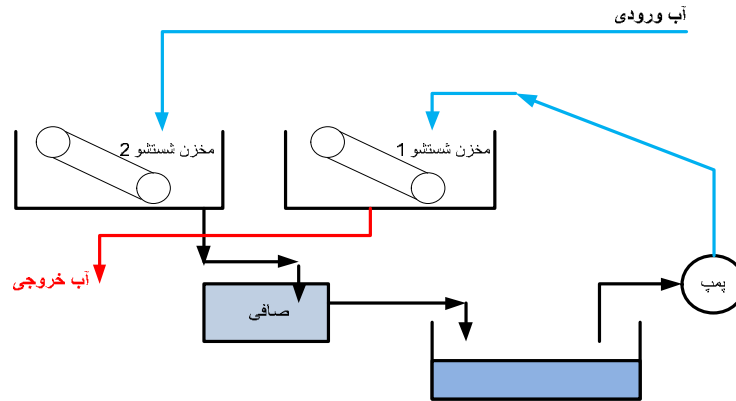 آب ورودی
مخزن شستشو 1
مخزن شستشو 2
پمپ
آب خروجی
صافی